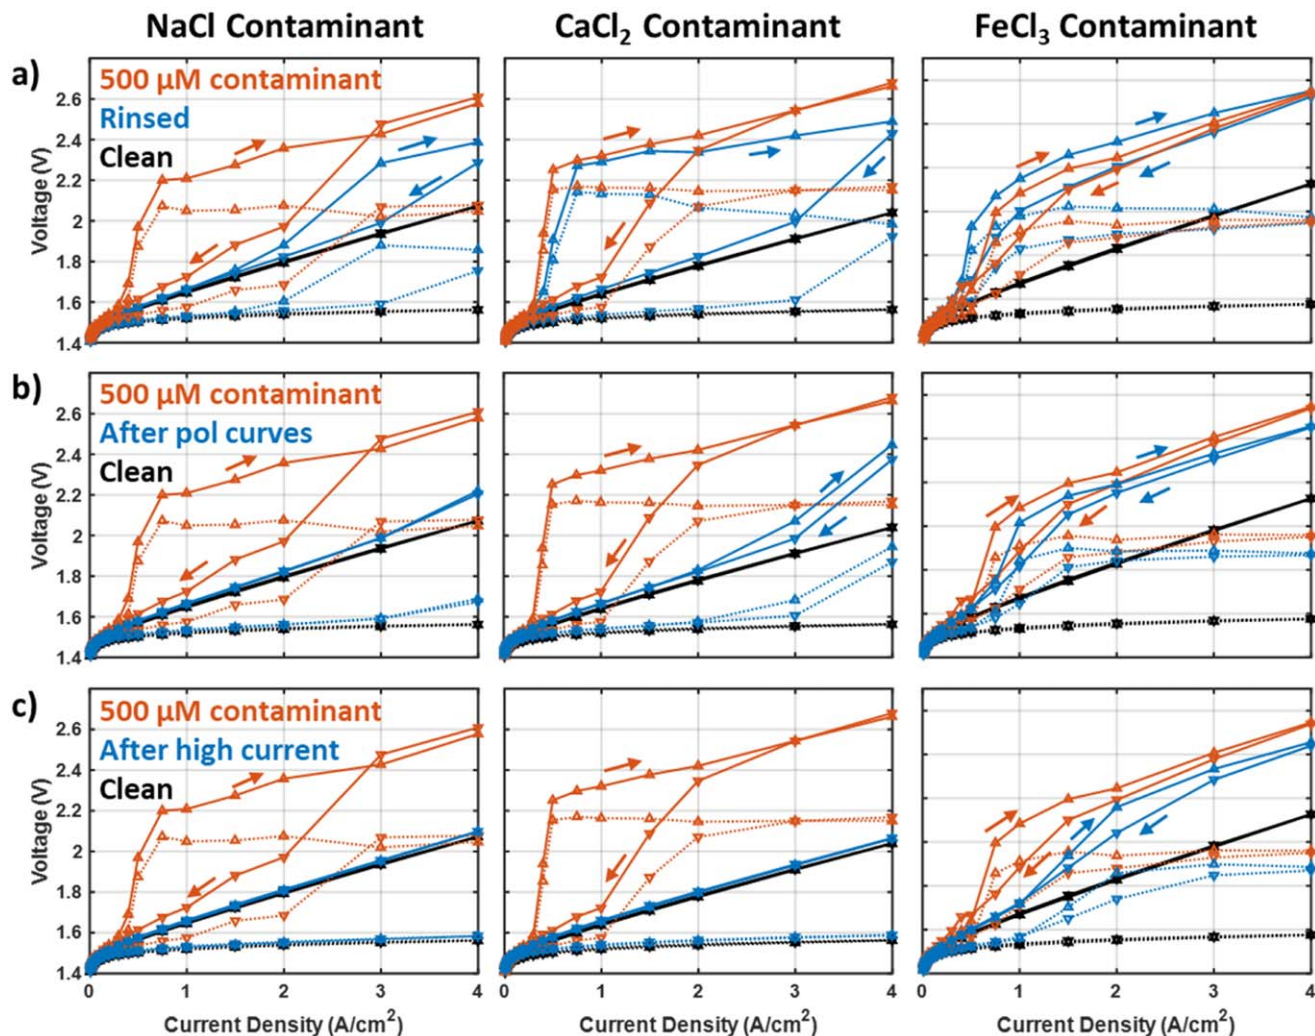 NaCl Contaminant
CaCl₂ Contaminant
FeCl₃ Contaminant
a)
500 µM contaminant
Rinsed
Clean
Voltage (V)
2.6
2.4
2.2
2
1.8
1.6
1.4
b)
500 µM contaminant
After pol curves
Clean
Voltage (V)
2.6
2.4
2.2
2
1.8
1.6
1.4
c)
500 µM contaminant
After high current
Clean
Voltage (V)
2.6
2.4
2.2
2
1.8
1.6
1.4
0 1 2 3 4
0 1 2 3 4
0 1 2 3 4
Current Density (A/cm²)
Current Density (A/cm²)
Current Density (A/cm²)